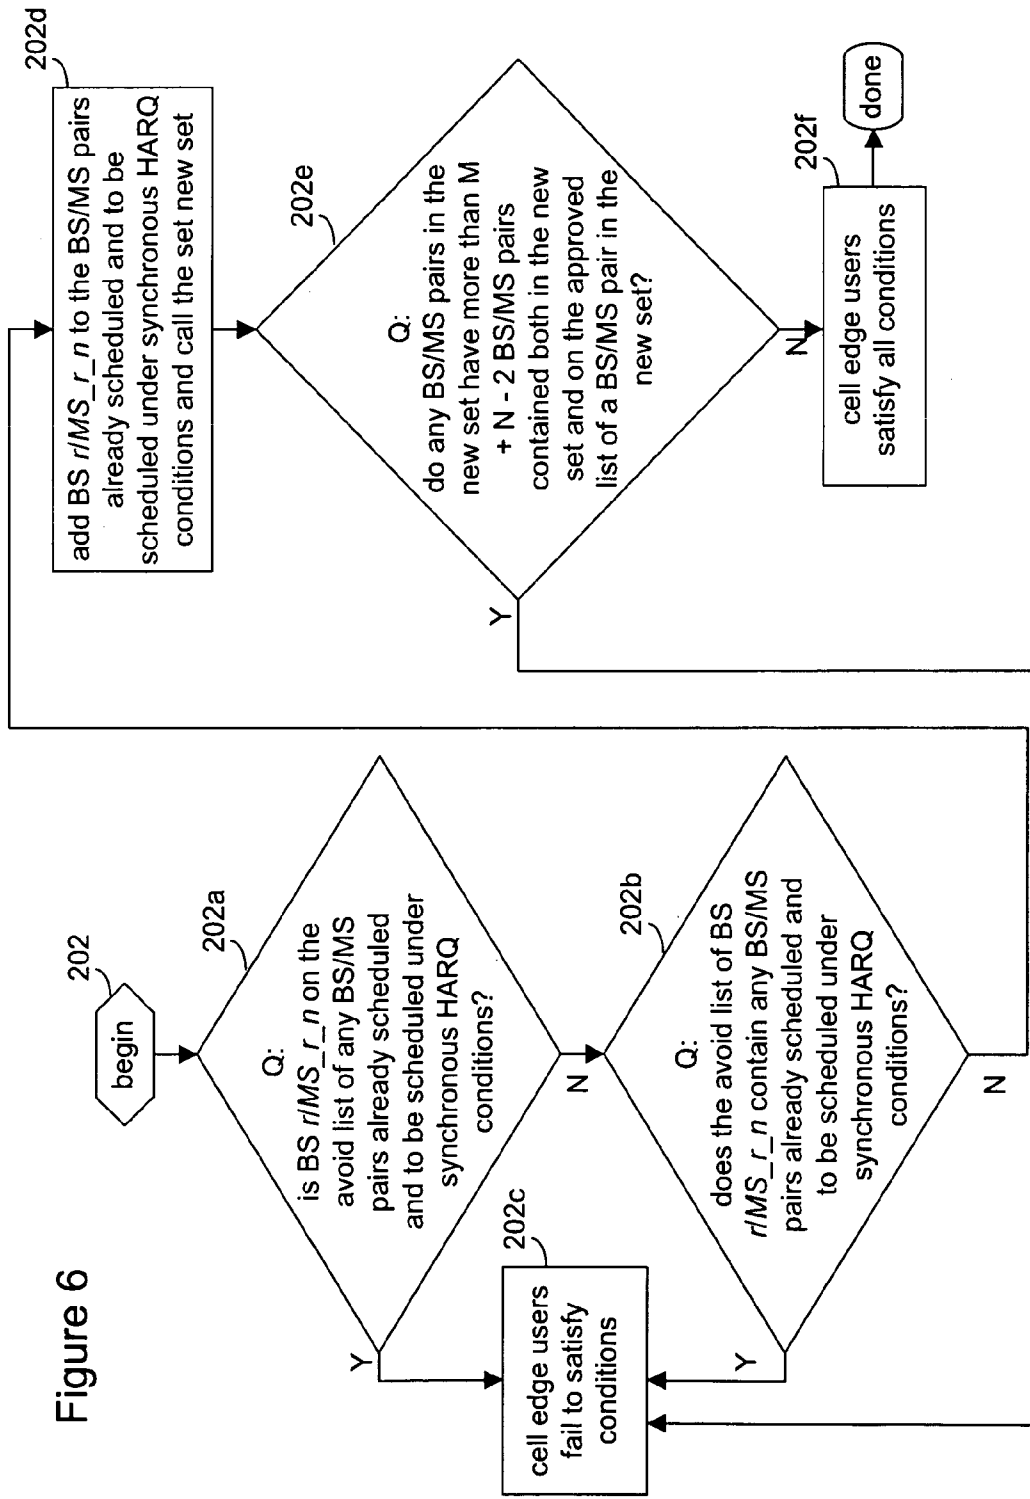 Figure 6
202
begin
202a
Q:
is BS r/MS_r_n on the
avoid list of any BS/MS
pairs already scheduled
and to be scheduled under
synchronous HARQ
conditions?
Y
N
202b
Q:
does the avoid list of BS
r/MS_r_n contain any BS/MS
pairs already scheduled and
to be scheduled under
synchronous HARQ
conditions?
Y
N
202c
cell edge users
fail to satisfy
conditions
202d
add BS r/MS_r_n to the BS/MS pairs
already scheduled and to be
scheduled under synchronous HARQ
conditions and call the set new set
202e
Q:
do any BS/MS pairs in the
new set have more than M
+ N - 2 BS/MS pairs
contained both in the new
set and on the approved
list of a BS/MS pair in the
new set?
Y
N
202f
cell edge users
satisfy all conditions
done